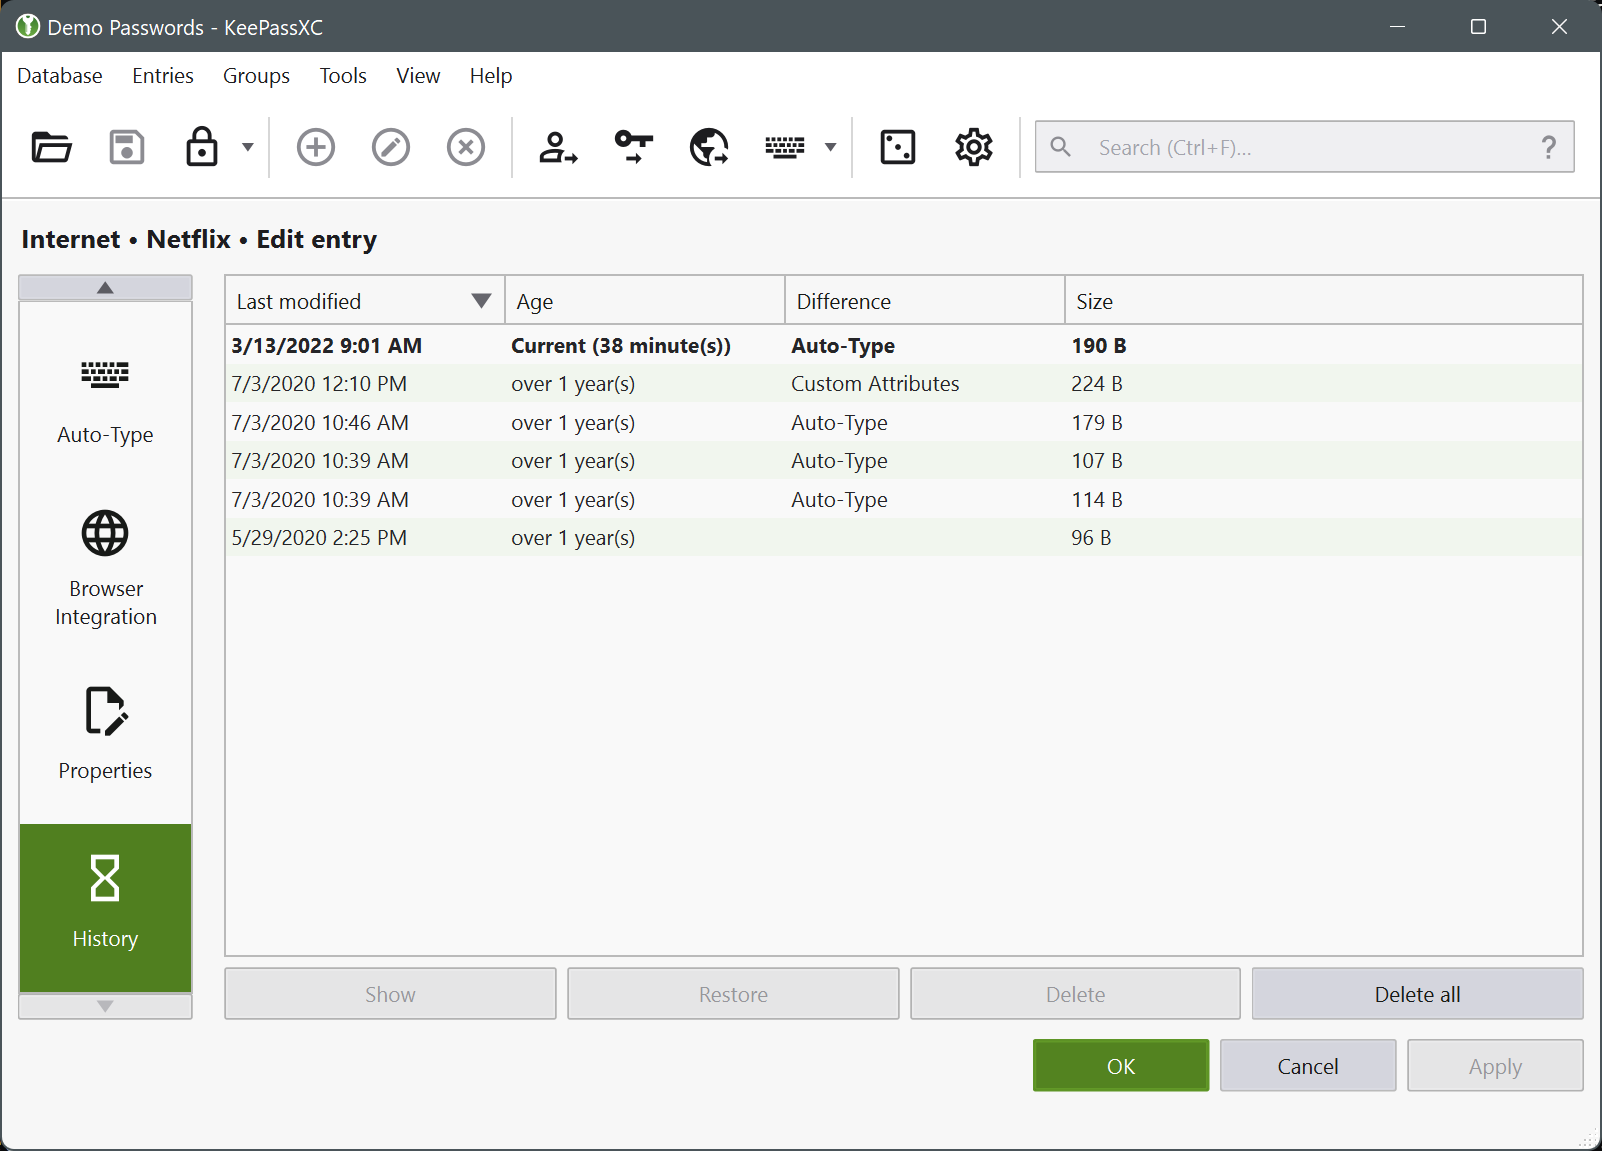 Demo Passwords - KeePassXC
Database Entries Groups Tools View Help
Search (Ctrl+F)... ?
Internet • Netflix • Edit entry
Last modified Age Difference Size
3/13/2022 9:01 AM Current (38 minute(s)) Auto-Type 190 B
7/3/2020 12:10 PM over 1 year(s) Custom Attributes 224 B
7/3/2020 10:46 AM over 1 year(s) Auto-Type 179 B
7/3/2020 10:39 AM over 1 year(s) Auto-Type 107 B
7/3/2020 10:39 AM over 1 year(s) Auto-Type 114 B
5/29/2020 2:25 PM over 1 year(s) 96 B
Auto-Type
Browser
Integration
Properties
History
Show Restore Delete Delete all
OK Cancel Apply